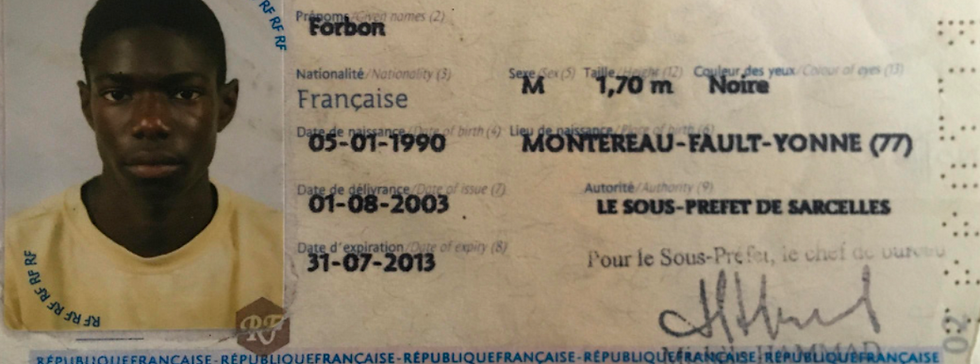 Prénoms/Given names (2)
Forbon
Nationalité/Nationality (3) Sexe/Sex (5) Taille/Height (12) Couleur des yeux/Colour of eyes (13)
Française M 1,70 m Noire
Date de naissance/Date of birth (4) Lieu de naissance/Place of birth (6)
05-01-1990 MONTEREAU-FAULT-YONNE (77)
Date de délivrance/Date of issue (7) Autorité/Authority (9)
01-08-2003 LE SOUS-PREFET DE SARCELLES
Date d'expiration/Date of expiry (8)
31-07-2013 Pour le Sous-Préfet, le chef de bureau
RF RF RF
RF RF RF RF RF RF
RF
RÉPUBLIQUEFRANÇAISE-RÉPUBLIQUEFRANÇAISE-RÉPUBLIQUEFRANÇAISE-RÉPUBLIQUEFRANÇAISE-RÉPUBLIQUEFRANÇAISE
02